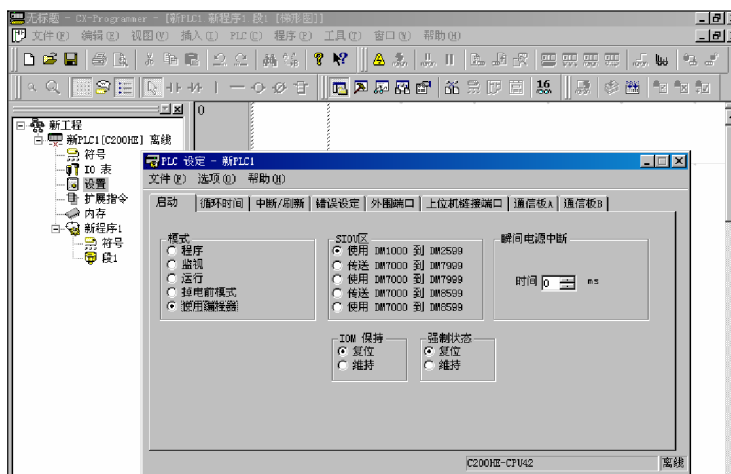 无标题 - CX-Programmer - [新PLC1 新程序1 段1 [梯形图]]
文件(F) 编辑(E) 视图(V) 插入(I) PLC(C) 程序(P) 工具(T) 窗口(W) 帮助(H)
16
0
新工程
新PLC1[C200HE] 离线
符号
IO 表
设置
扩展指令
内存
新程序1
符号
段1
PLC 设定 - 新PLC1
文件(F) 选项(O) 帮助(H)
启动 循环时间 中断/刷新 错误设定 外围端口 上位机链接端口 通信板A 通信板B
模式
程序
监视
运行
掉电前模式
使用编程器
SIOU区
使用 DM1000 到 DM2599
传送 DM7000 到 DM7999
使用 DM7000 到 DM7999
传送 DM7000 到 DM8599
使用 DM7000 到 DM8599
瞬间电源中断
时间 0 ms
IOM 保持
复位
维持
强制状态
复位
维持
C200HE-CPU42 离线